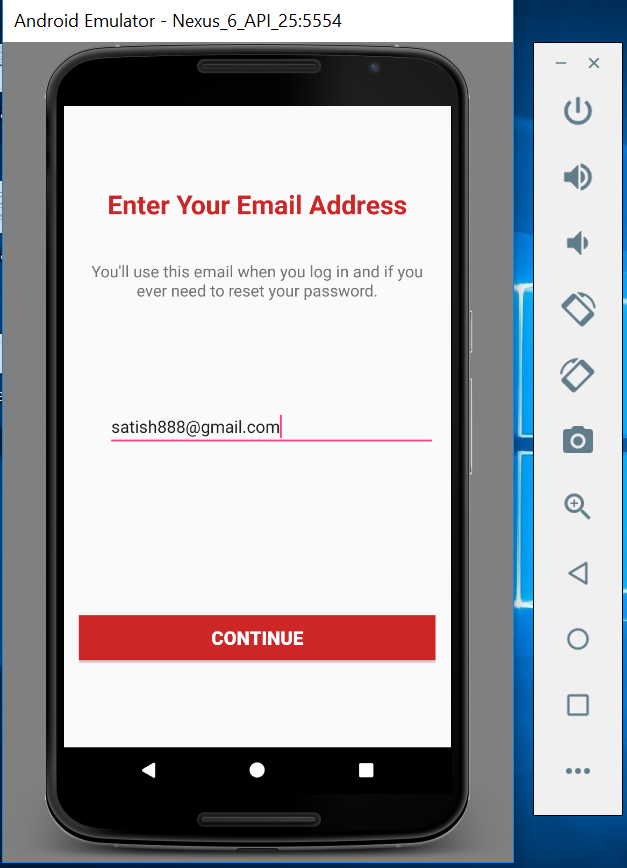 Android Emulator - Nexus_6_API_25:5554
Enter Your Email Address
You'll use this email when you log in and if you
ever need to reset your password.
satish888@gmail.com
CONTINUE